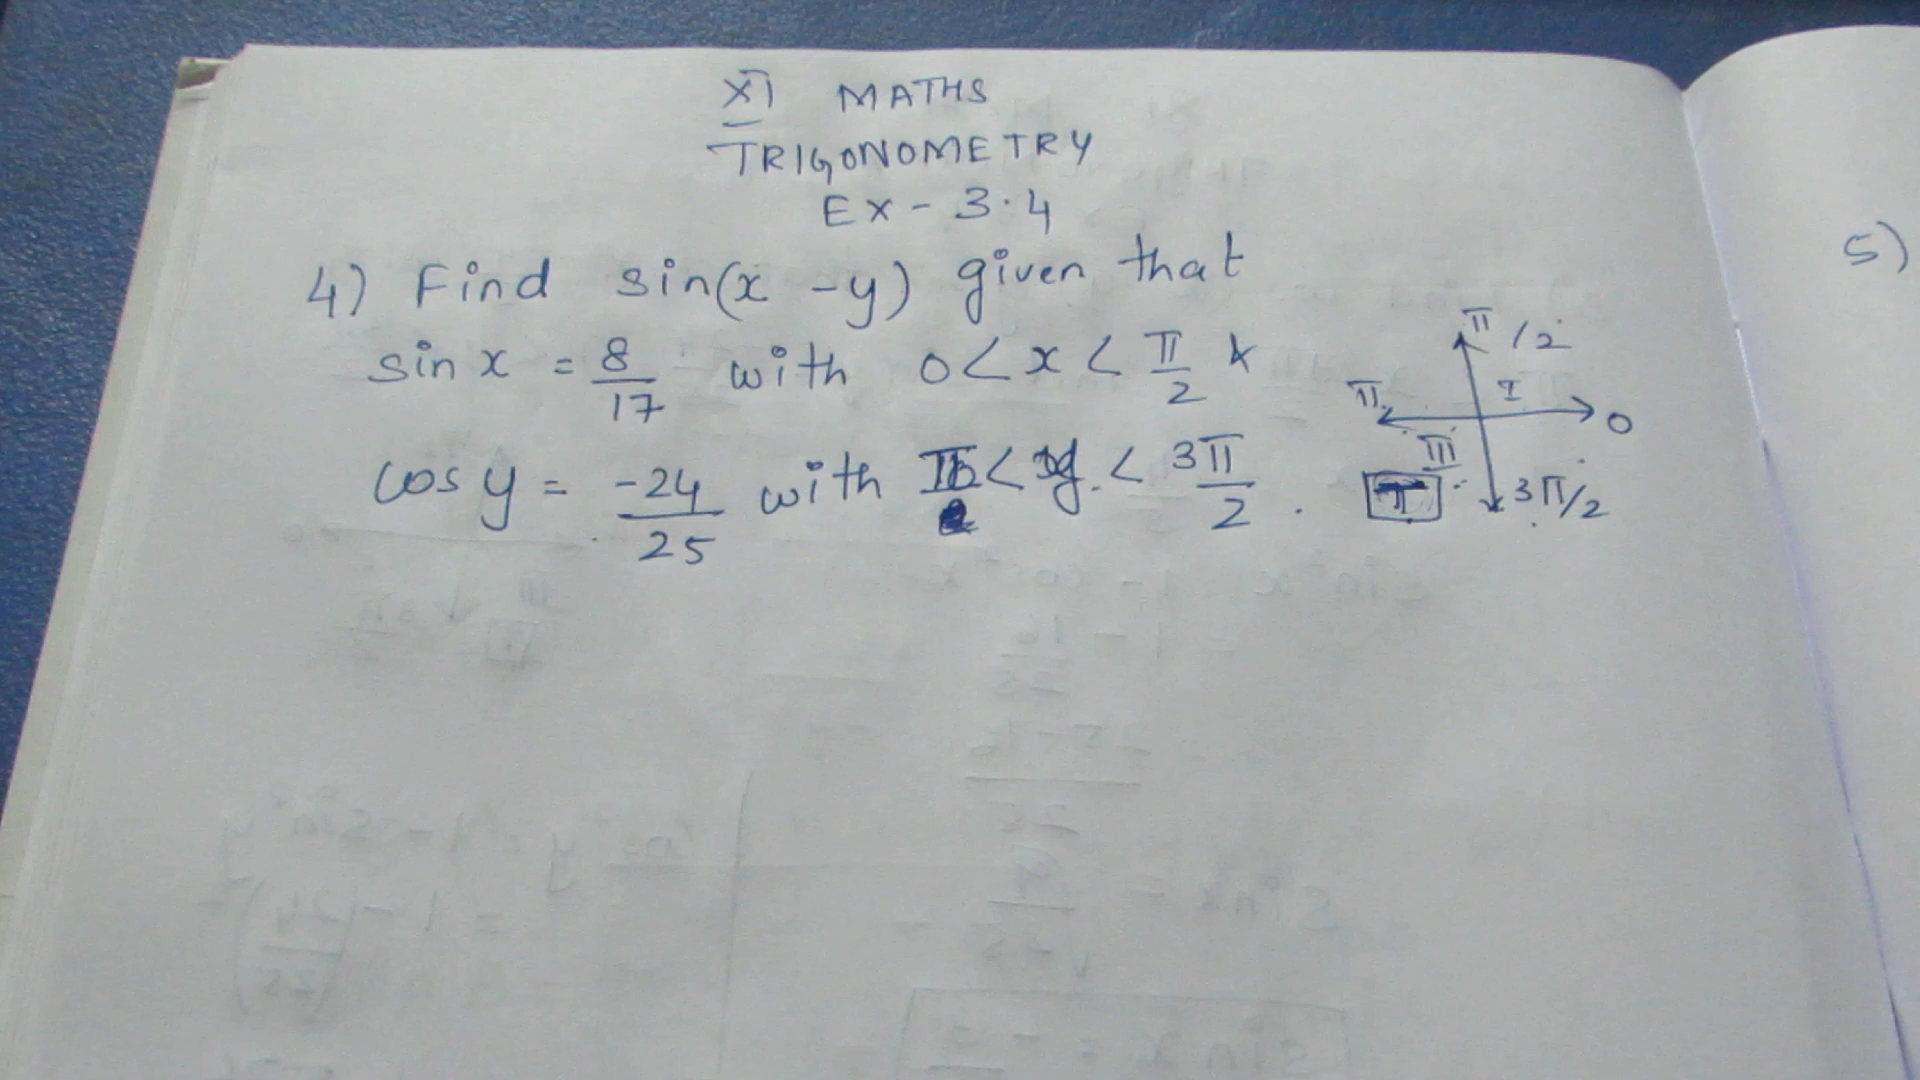 XI MATHS
TRIGONOMETRY
EX - 3.4
4) Find sin(x - y) given that
sin x = 8/17 with 0 < x < π/2 &
cos y = -24/25 with π < y < 3π/2 .
π/2
π I 0
III
3π/2
5)